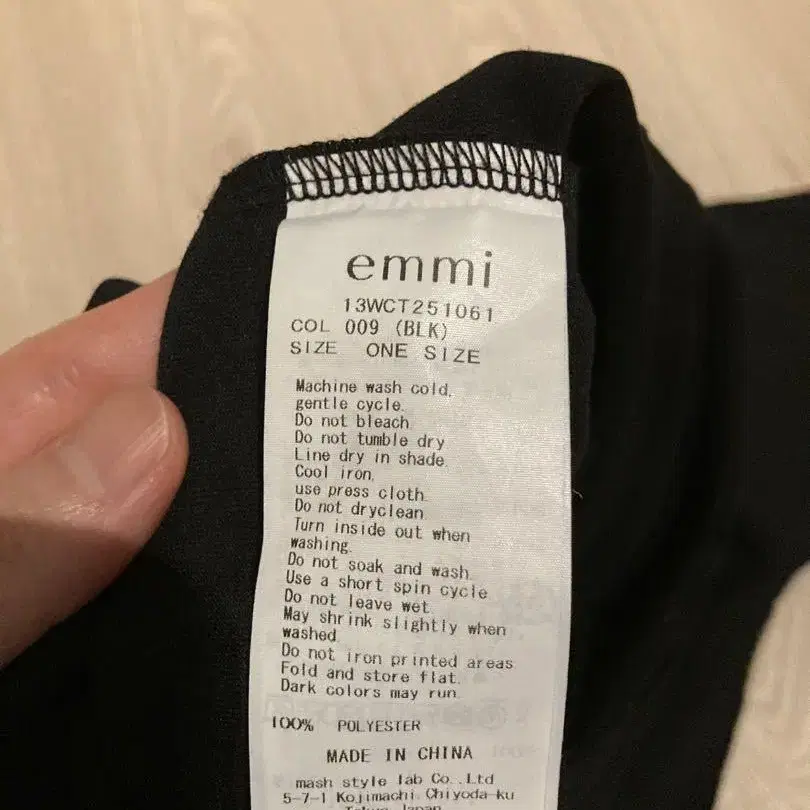 emmi
13WCT251061
COL 009 (BLK)
SIZE ONE SIZE
Machine wash cold,
gentle cycle.
Do not bleach.
Do not tumble dry
Line dry in shade.
Cool iron,
use press cloth.
Do not dryclean
Turn inside out when
washing.
Do not soak and wash.
Use a short spin cycle
Do not leave wet.
May shrink slightly when
washed.
Do not iron printed areas
Fold and store flat.
Dark colors may run.
100% POLYESTER
MADE IN CHINA
mash style lab Co.,Ltd
5-7-1 Kojimachi Chiyoda-ku
Tokyo Japan